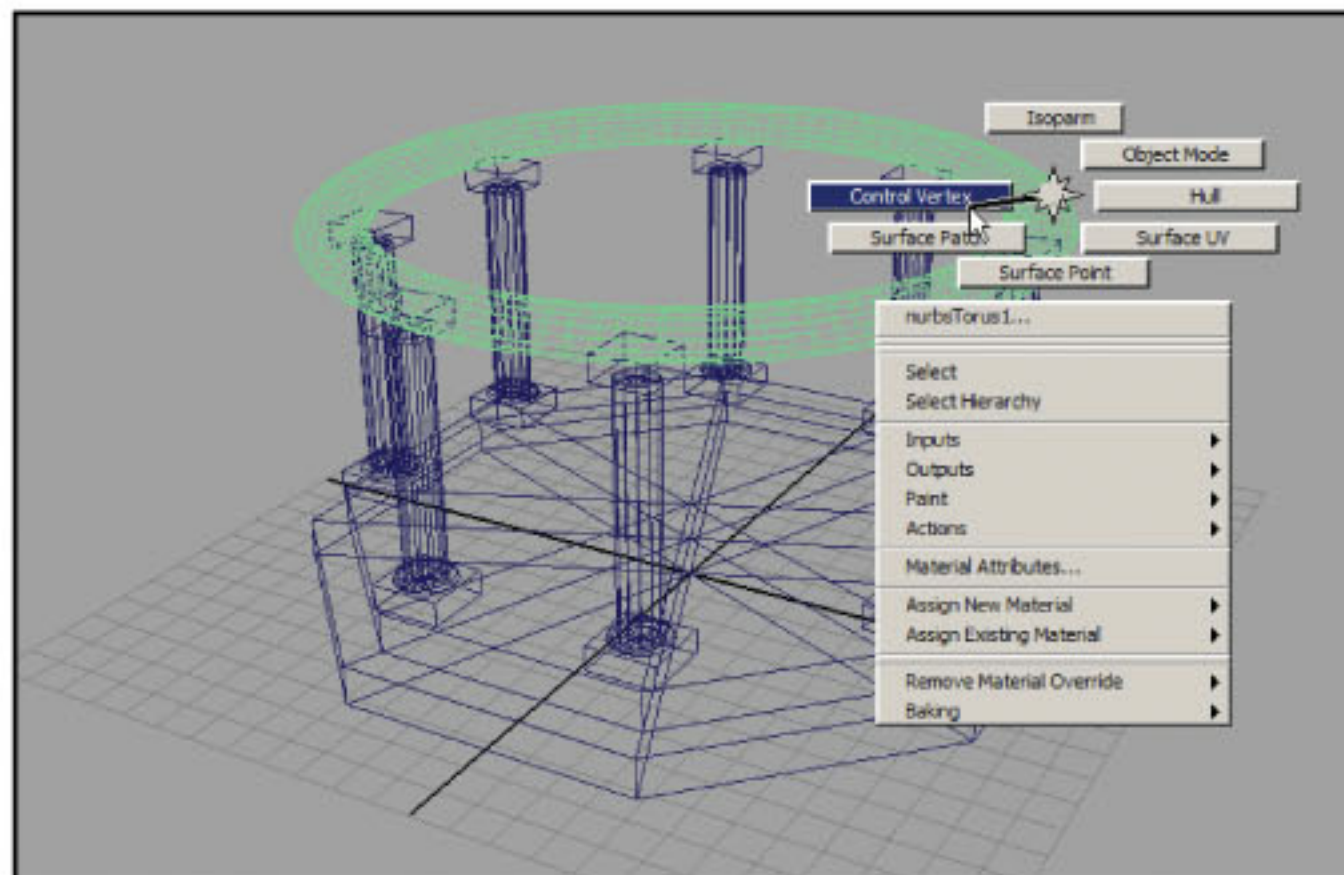 Isoparm
Object Mode
Control Vertex
Hull
Surface Patch
Surface UV
Surface Point
nurbsTorus1...
Select
Select Hierarchy
Inputs
Outputs
Paint
Actions
Material Attributes...
Assign New Material
Assign Existing Material
Remove Material Override
Baking